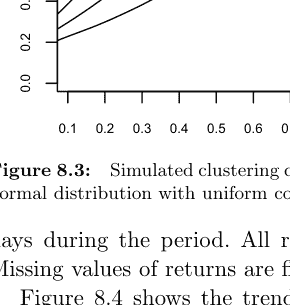 0.2
0.0
0.1 0.2 0.3 0.4 0.5 0.6
Figure 8.3: Simulated clustering
normal distribution with uniform
days during the period. All
Missing values of returns are
Figure 8.4 shows the trend